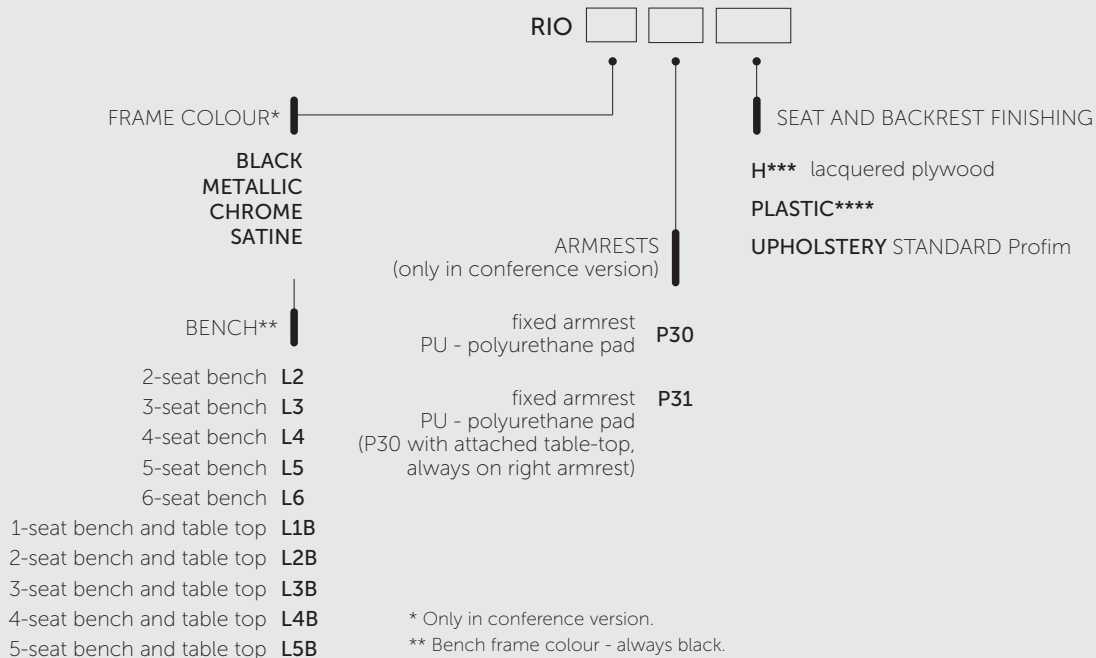 RIO
FRAME COLOUR*
BLACK
METALLIC
CHROME
SATINE
BENCH**
2-seat bench L2
3-seat bench L3
4-seat bench L4
5-seat bench L5
6-seat bench L6
1-seat bench and table top L1B
2-seat bench and table top L2B
3-seat bench and table top L3B
4-seat bench and table top L4B
5-seat bench and table top L5B
ARMRESTS
(only in conference version)
fixed armrest
PU - polyurethane pad P30
fixed armrest P31
PU - polyurethane pad
(P30 with attached table-top,
always on right armrest)
SEAT AND BACKREST FINISHING
H*** lacquered plywood
PLASTIC****
UPHOLSTERY STANDARD Profim
* Only in conference version.
** Bench frame colour - always black.